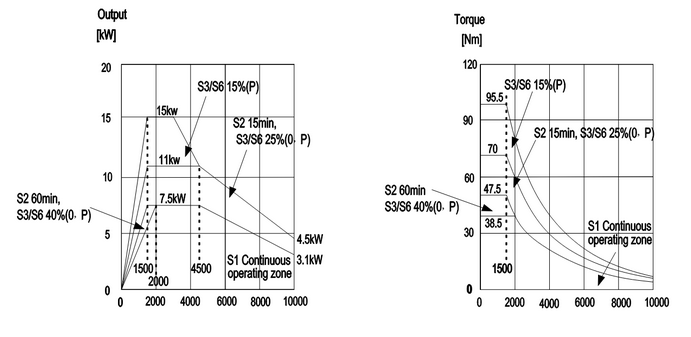 Output
[kW]
20
15
10
5
0
S3/S6 15%(P)
15kw
S2 15min,
S3/S6 25%(0. P)
11kw
S2 60min,
S3/S6 40%(0. P)
7.5kw
4.5kW
S1 Continuous
operating zone
3.1kW
1500
2000
4500
0
2000
4000
6000
8000
10000
Torque
[Nm]
120
90
60
30
0
S3/S6 15%(P)
95.5
S2 15min, S3/S6 25%(0. P)
70
S2 60min
S3/S6 40%(0. P)
47.5
38.5
S1 Continuous
operating zone
1500
0
2000
4000
6000
8000
10000